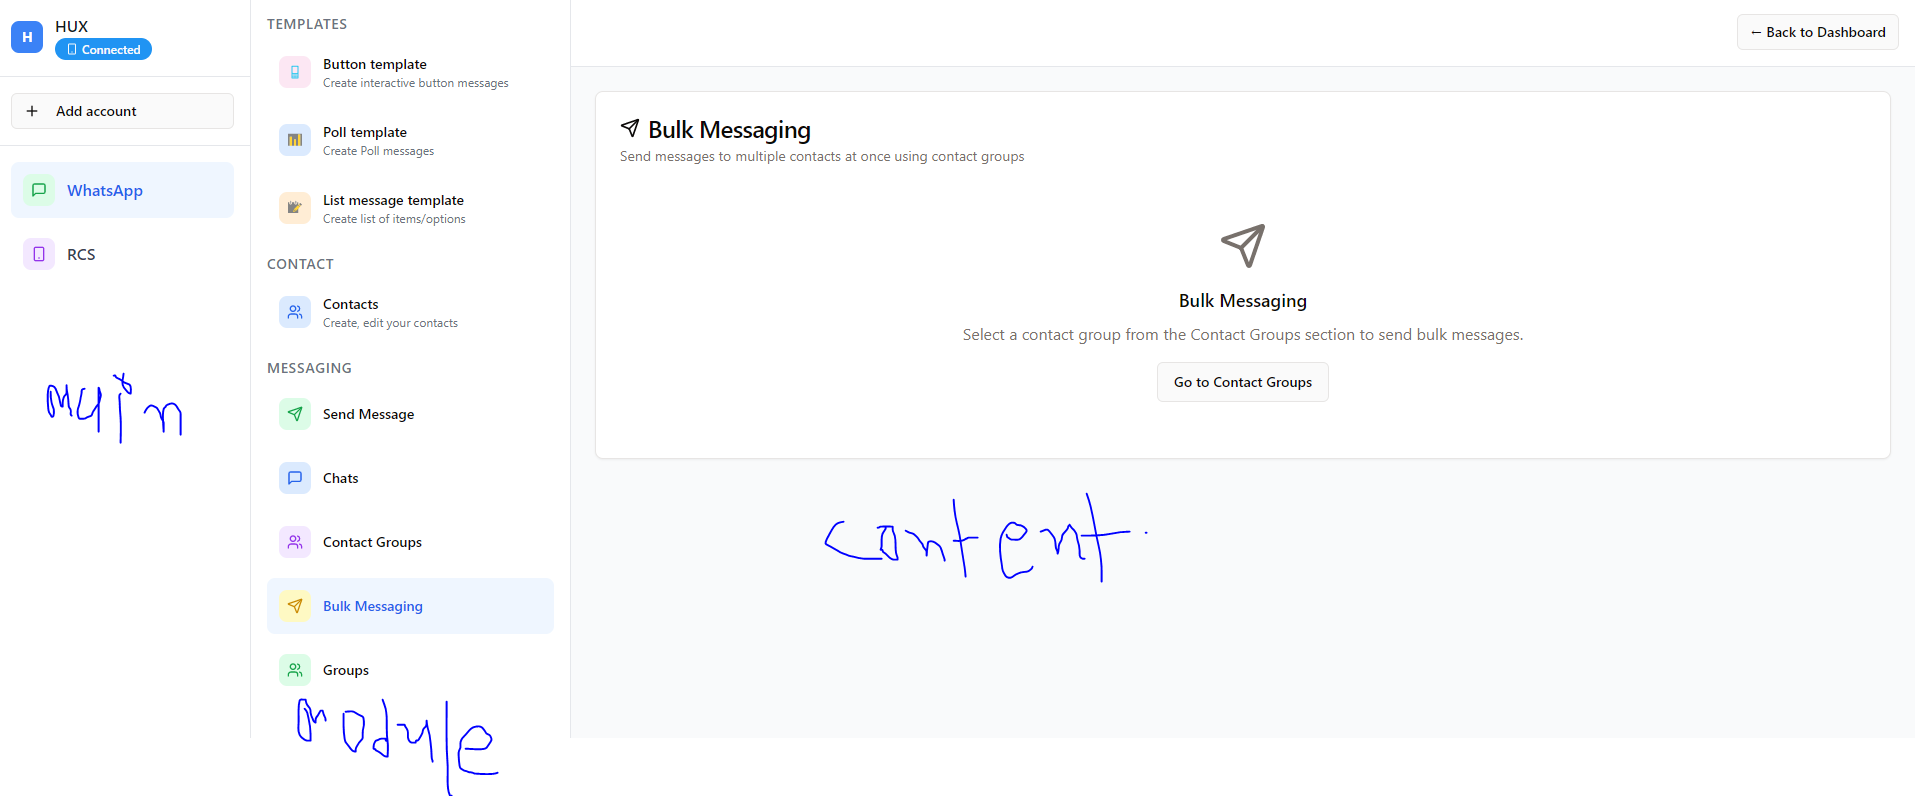 HUX
Connected
+ Add account
WhatsApp
RCS
main
TEMPLATES
Button template
Create interactive button messages
Poll template
Create Poll messages
List message template
Create list of items/options
CONTACT
Contacts
Create, edit your contacts
MESSAGING
Send Message
Chats
Contact Groups
Bulk Messaging
Groups
module
← Back to Dashboard
Bulk Messaging
Send messages to multiple contacts at once using contact groups
Bulk Messaging
Select a contact group from the Contact Groups section to send bulk messages.
Go to Contact Groups
content.
H